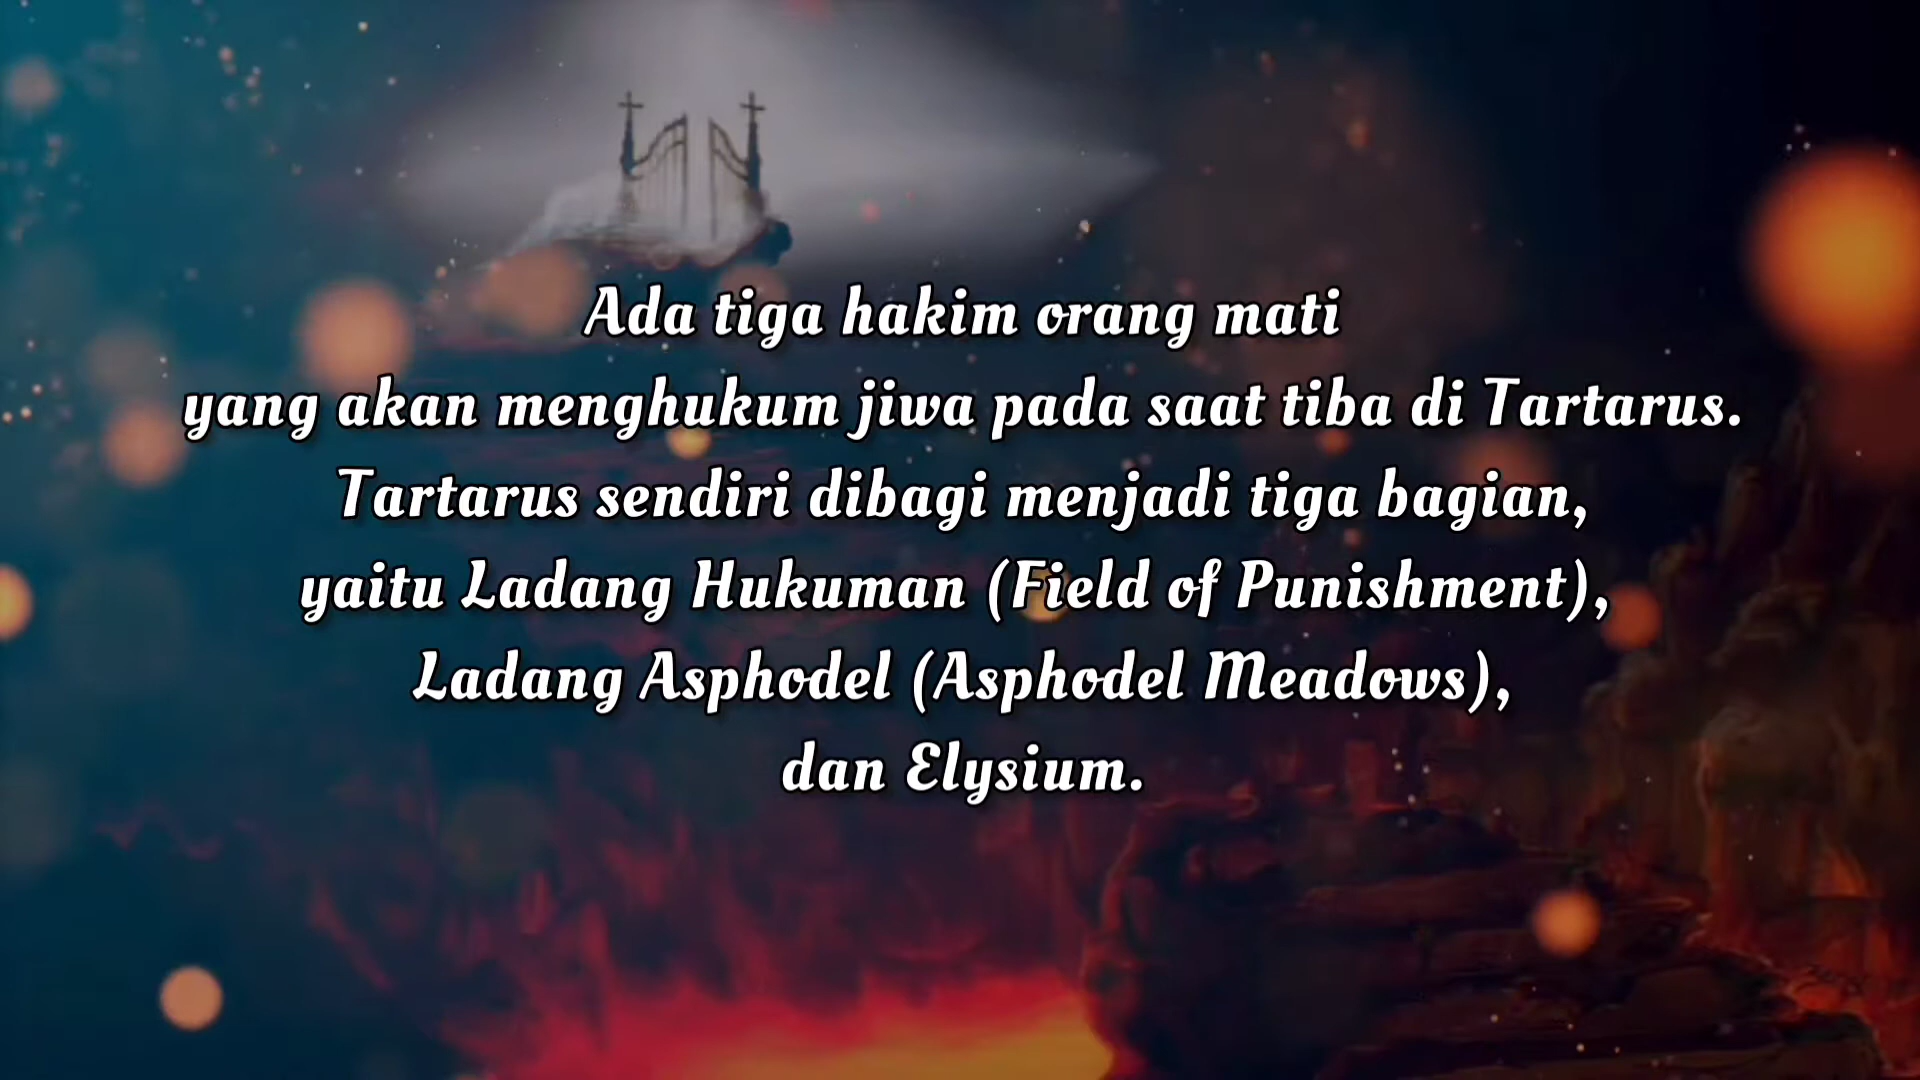 Ada tiga hakim orang mati
yang akan menghukum jiwa pada saat tiba di Tartarus.
Tartarus sendiri dibagi menjadi tiga bagian,
yaitu Ladang Hukuman (Field of Punishment),
Ladang Asphodel (Asphodel Meadows),
dan Elysium.